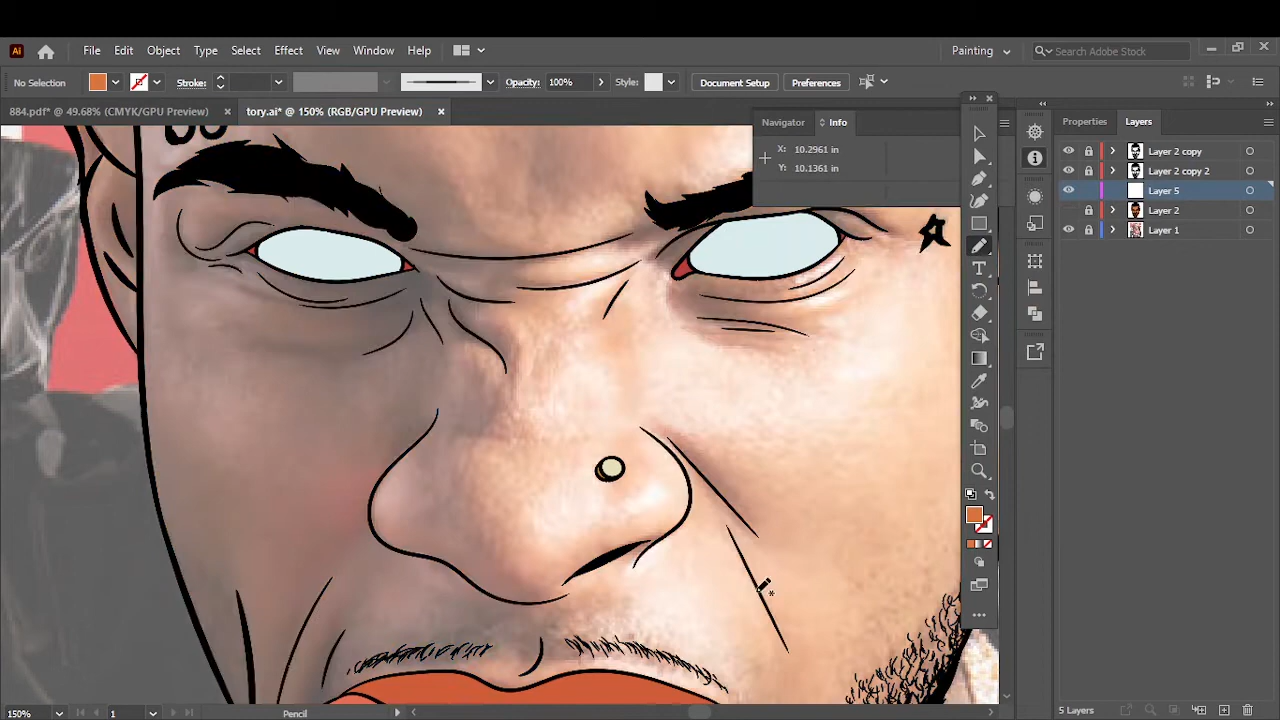 Ai File Edit Object Type Select Effect View Window Help Painting Search Adobe Stock
No Selection Stroke: Opacity: 100% Style: Document Setup Preferences
884.pdf* @ 49.68% (CMYK/GPU Preview) × @ 150% (RGB/GPU Preview) ×
Navigator Info
X: 10.2961 in
Y: 10.1361 in
Properties Layers
Layer 2 copy
Layer 2 copy 2
Layer 5
Layer 2
Layer 1
150% 1 Pencil 5 Layers